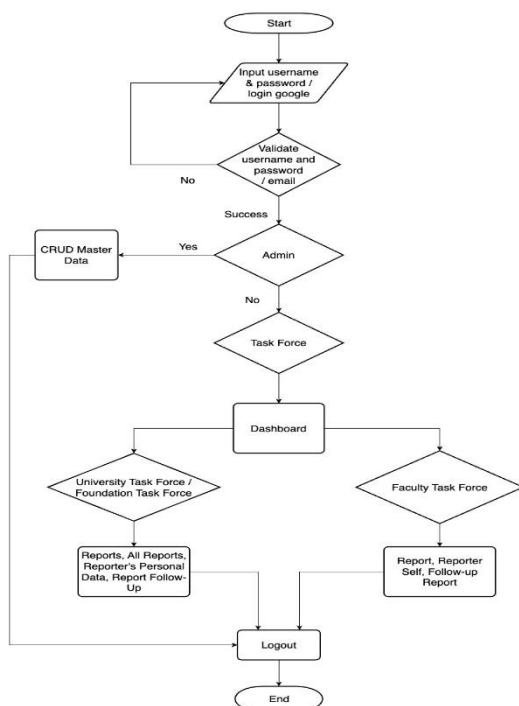 Start
Input username
& password /
login google
Validate
username and
password
/ email
No
Success
CRUD Master
Data
Yes
Admin
No
Task Force
Dashboard
University Task Force /
Foundation Task Force
Faculty Task Force
Reports, All Reports,
Reporter's Personal
Data, Report Follow-
Up
Report, Reporter
Self, Follow-up
Report
Logout
End